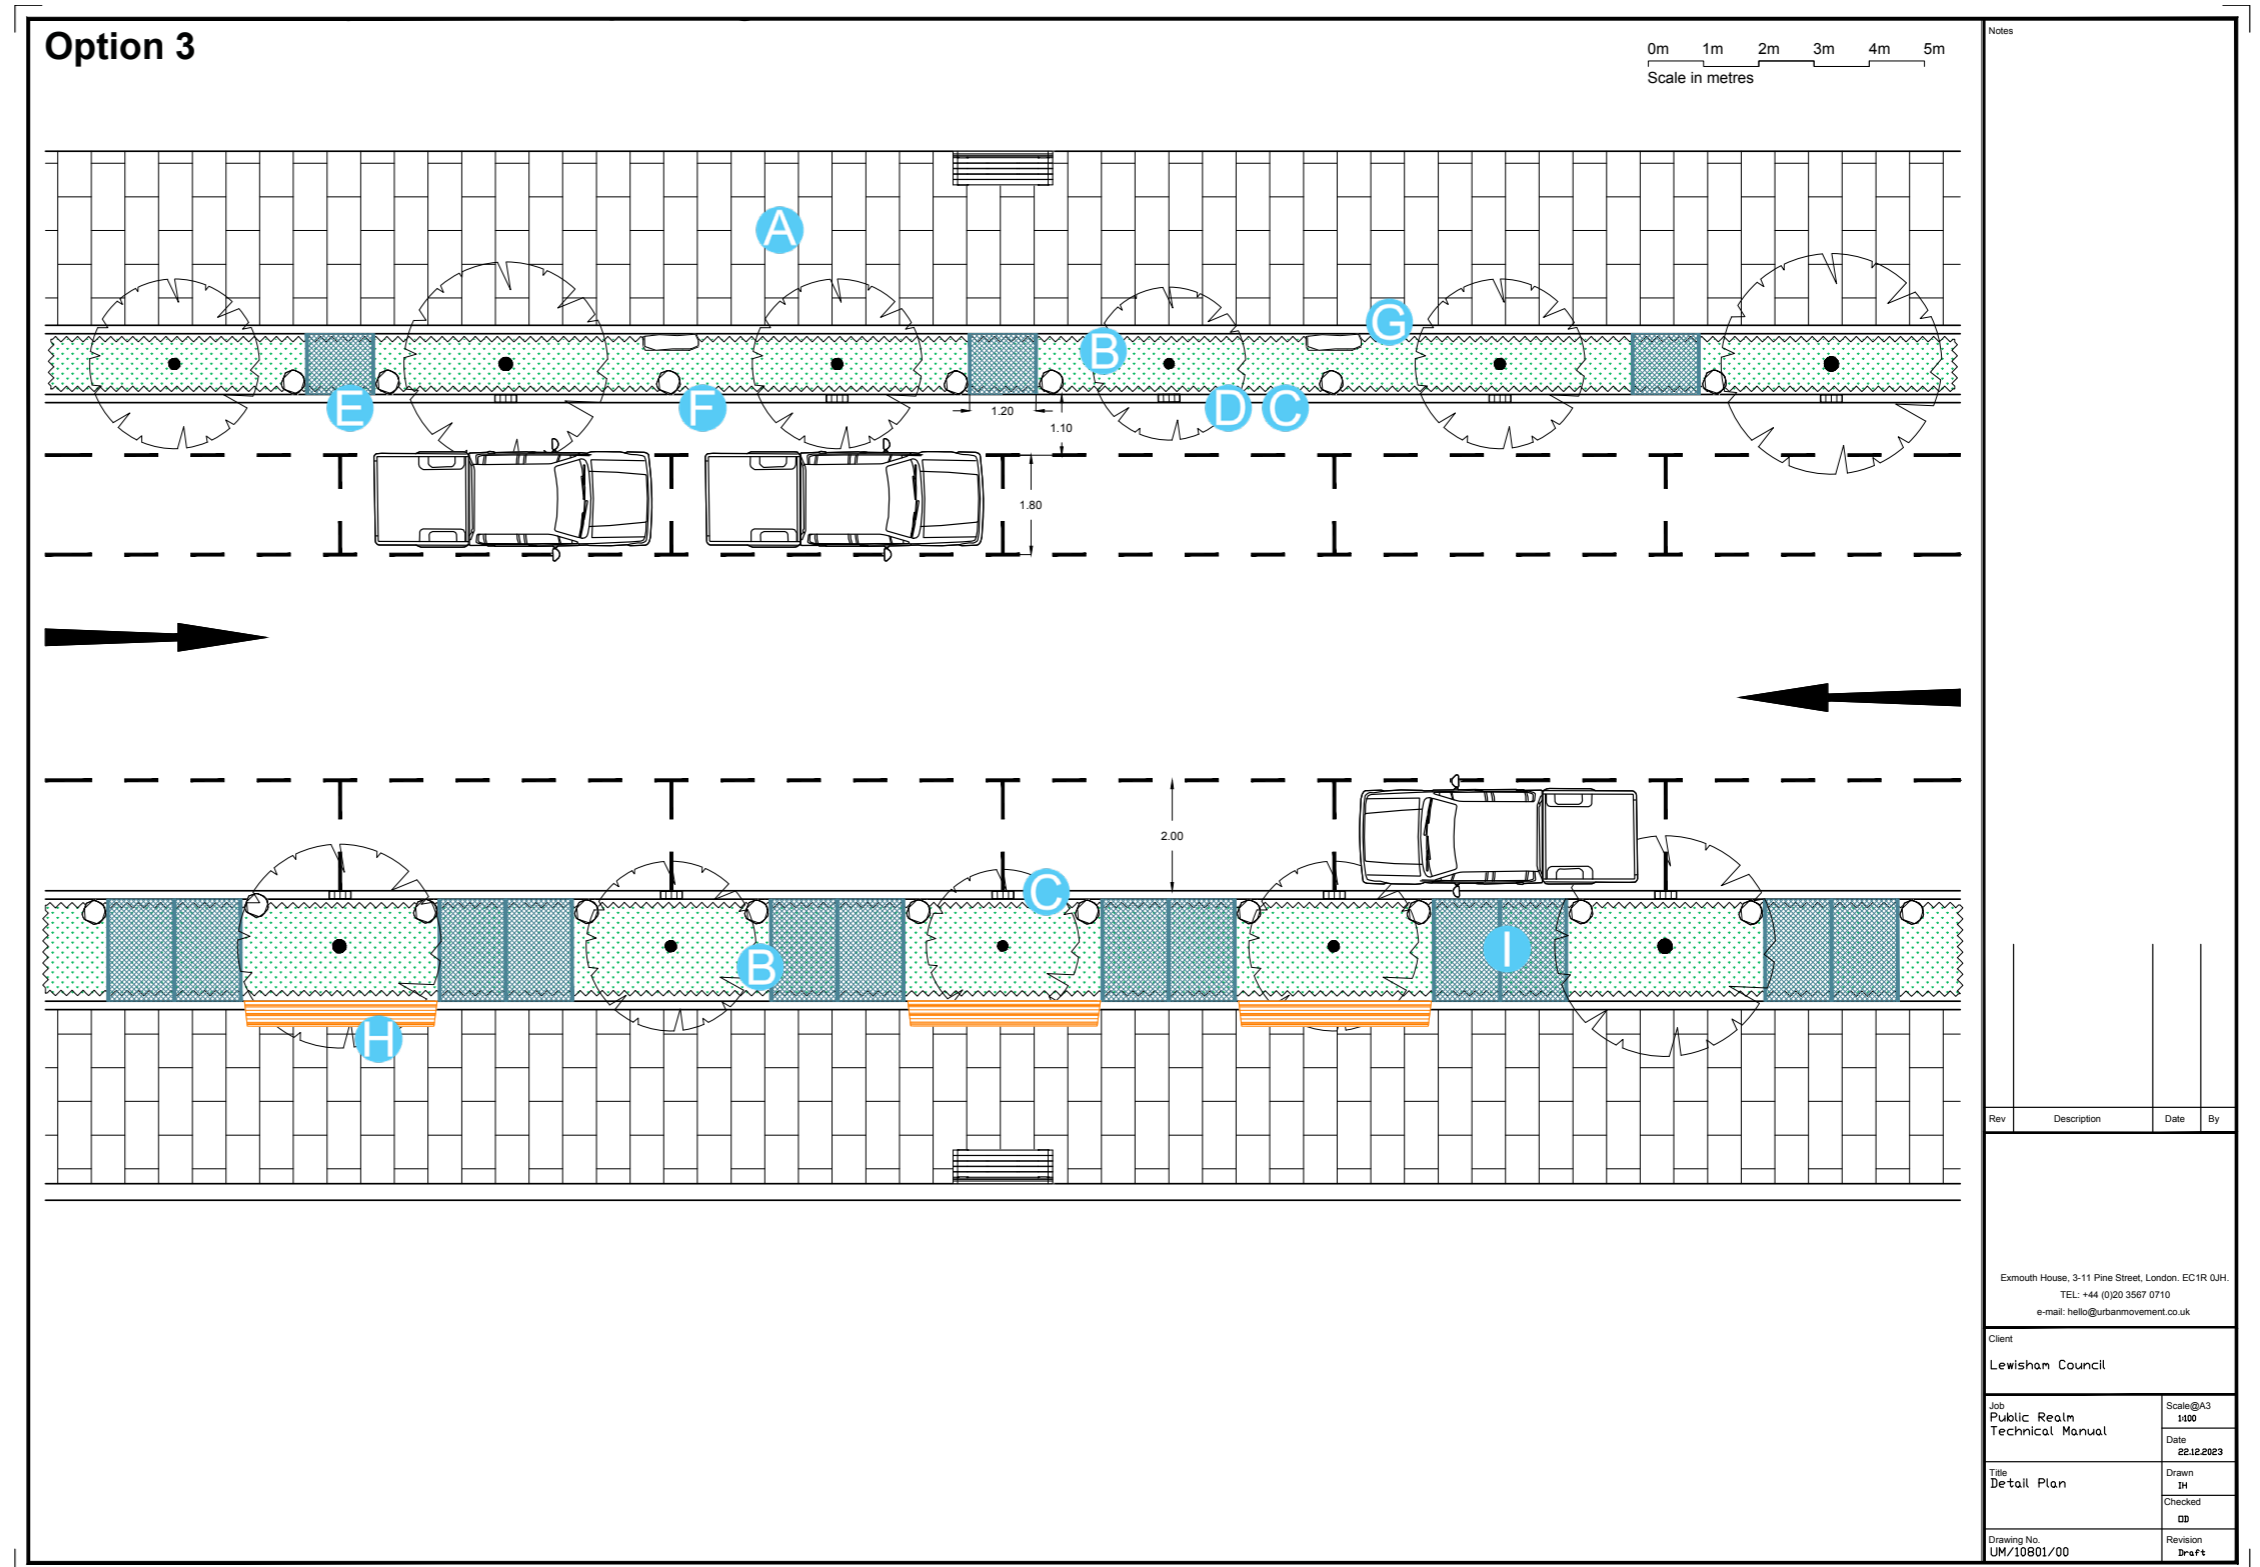 Option 3
0m 1m 2m 3m 4m 5m
Scale in metres
Notes
A
G
B
E
F
D
C
1.20
1.10
1.80
2.00
C
B
I
H
Rev Description Date By
Exmouth House, 3-11 Pine Street, London. EC1R 0JH.
TEL: +44 (0)20 3567 0710
e-mail: hello@urbanmovement.co.uk
Client
Lewisham Council
Job
Public Realm
Technical Manual
Scale@A3
1:100
Date
22.12.2023
Title
Detail Plan
Drawn
IH
Checked
OD
Drawing No.
UM/10801/00
Revision
Draft